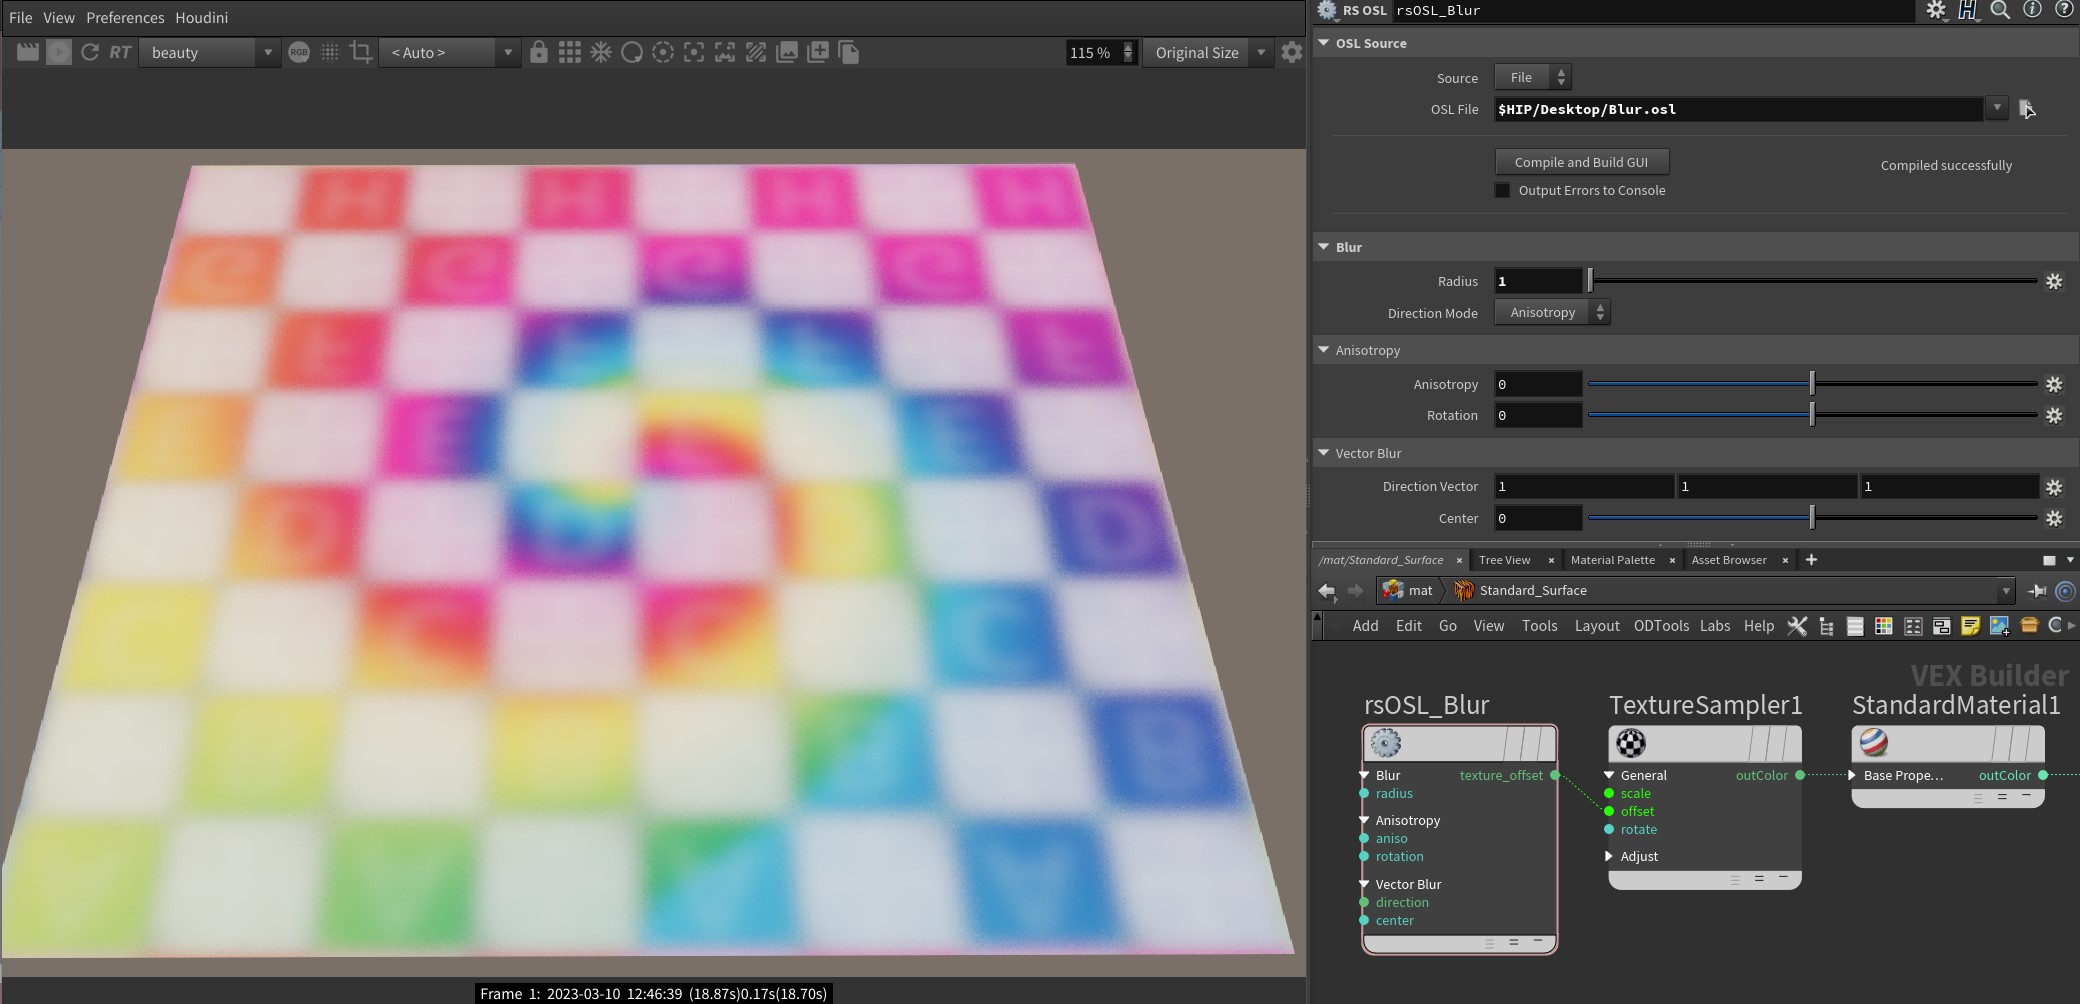 File View Preferences Houdini
RT beauty RGB < Auto > 115 % Original Size
H H H H
e e e e
E E E E
E E E
D D D
C C C
B
Frame 1: 2023-03-10 12:46:39 (18.87s)0.17s(18.70s)
RS OSL rsOSL_Blur
OSL Source
Source File
OSL File $HIP/Desktop/Blur.osl
Compile and Build GUI Compiled successfully
Output Errors to Console
Blur
Radius 1
Direction Mode Anisotropy
Anisotropy
Anisotropy 0
Rotation 0
Vector Blur
Direction Vector 1 1 1
Center 0
/mat/Standard_Surface × Tree View × Material Palette × Asset Browser × +
mat Standard_Surface
Add Edit Go View Tools Layout ODTools Labs Help
VEX Builder
rsOSL_Blur
Blur texture_offset
radius
Anisotropy
aniso
rotation
Vector Blur
direction
center
TextureSampler1
General outColor
scale
offset
rotate
Adjust
StandardMaterial1
Base Prope... outColor